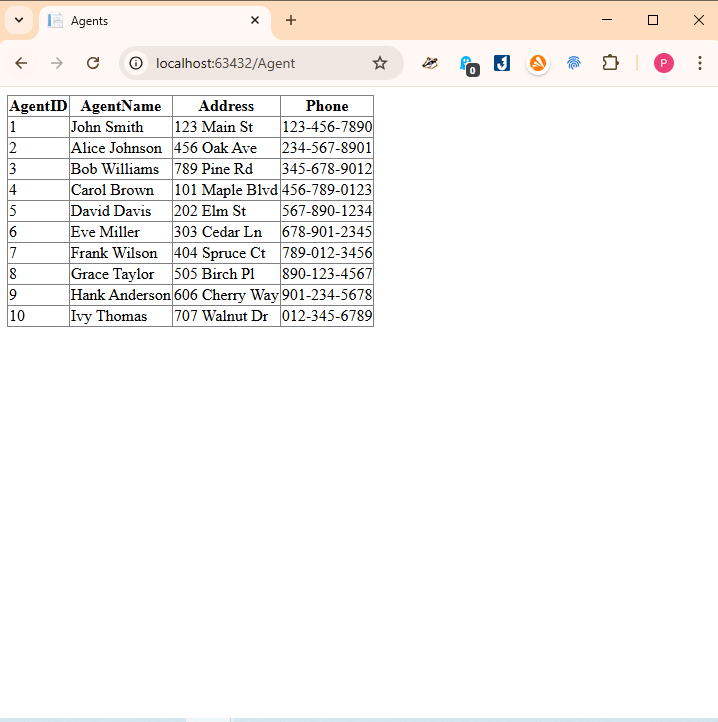 Agents
localhost:63432/Agent
0
P
AgentID AgentName Address Phone
1 John Smith 123 Main St 123-456-7890
2 Alice Johnson 456 Oak Ave 234-567-8901
3 Bob Williams 789 Pine Rd 345-678-9012
4 Carol Brown 101 Maple Blvd 456-789-0123
5 David Davis 202 Elm St 567-890-1234
6 Eve Miller 303 Cedar Ln 678-901-2345
7 Frank Wilson 404 Spruce Ct 789-012-3456
8 Grace Taylor 505 Birch Pl 890-123-4567
9 Hank Anderson 606 Cherry Way 901-234-5678
10 Ivy Thomas 707 Walnut Dr 012-345-6789